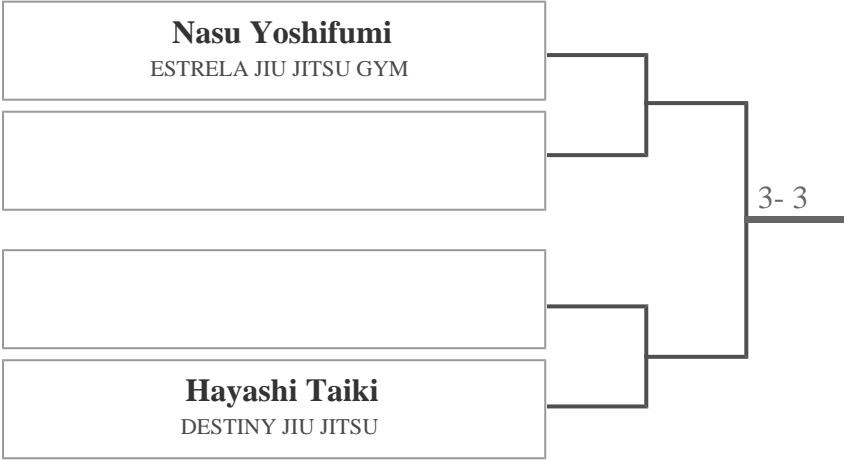 Nasu Yoshifumi
ESTRELA JIU JITSU GYM
3- 3
Hayashi Taiki
DESTINY JIU JITSU